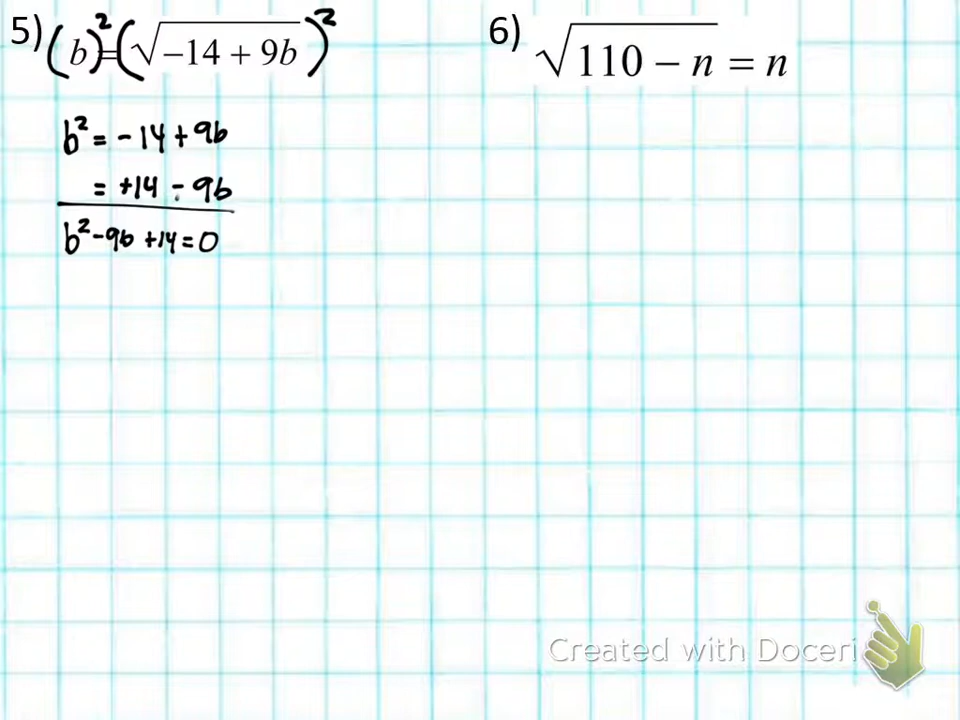 5) (b)² = (√−14 + 9b)²
b² = -14 + 9b
= +14 - 9b
b² - 9b + 14 = 0
6) √110 − n = n
Created with Doceri